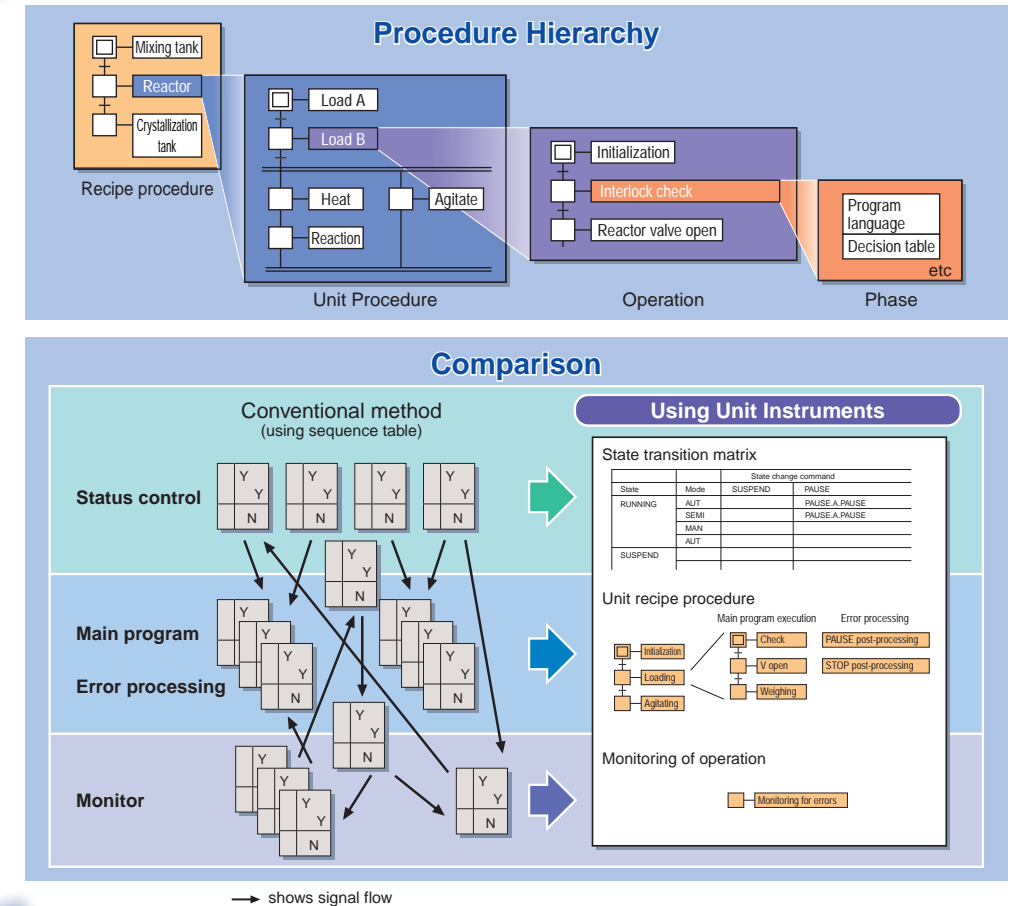 Procedure Hierarchy
Mixing tank
Reactor
Crystallization
tank
Recipe procedure
Load A
Load B
Heat
Agitate
Reaction
Unit Procedure
Initialization
Interlock check
Reactor valve open
Operation
Program
language
Decision table
etc
Phase
Comparison
Conventional method
(using sequence table)
Using Unit Instruments
Status control
Y
Y
N
Y
Y
N
Y
Y
N
Y
Y
N
Y
Y
N
Main program
Error processing
Y
Y
Y
Y
N
Y
Y
Y
Y
N
Y
Y
N
Monitor
Y
Y
Y
Y
N
Y
Y
N
State transition matrix
State change command
State Mode SUSPEND PAUSE
RUNNING AUT PAUSE.A.PAUSE
SEMI PAUSE.A.PAUSE
MAN
AUT
SUSPEND
Unit recipe procedure
Main program execution Error processing
Initialization
Loading
Agitating
Check
V open
Weighing
PAUSE post-processing
STOP post-processing
Monitoring of operation
Monitoring for errors
shows signal flow